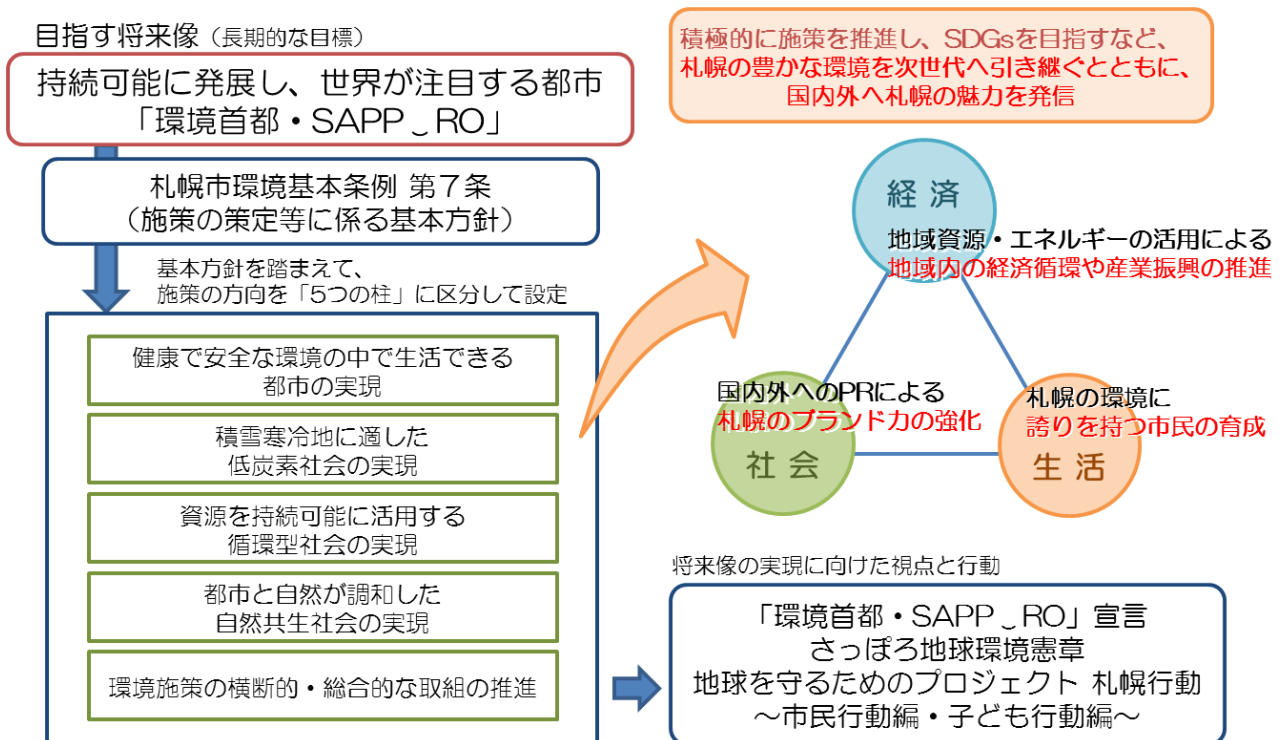 目指す将来像（長期的な目標）
持続可能に発展し、世界が注目する都市
「環境首都・SAPP‿RO」
札幌市環境基本条例 第７条
（施策の策定等に係る基本方針）
基本方針を踏まえて、
施策の方向を「５つの柱」に区分して設定
健康で安全な環境の中で生活できる
都市の実現
積雪寒冷地に適した
低炭素社会の実現
資源を持続可能に活用する
循環型社会の実現
都市と自然が調和した
自然共生社会の実現
環境施策の横断的・総合的な取組の推進
積極的に施策を推進し、SDGsを目指すなど、
札幌の豊かな環境を次世代へ引き継ぐとともに、
国内外へ札幌の魅力を発信
経 済
地域資源・エネルギーの活用による
地域内の経済循環や産業振興の推進
国内外へのPRによる
札幌のブランド力の強化
社 会
札幌の環境に
誇りを持つ市民の育成
生 活
将来像の実現に向けた視点と行動
「環境首都・SAPP‿RO」宣言
さっぽろ地球環境憲章
地球を守るためのプロジェクト 札幌行動
～市民行動編・子ども行動編～